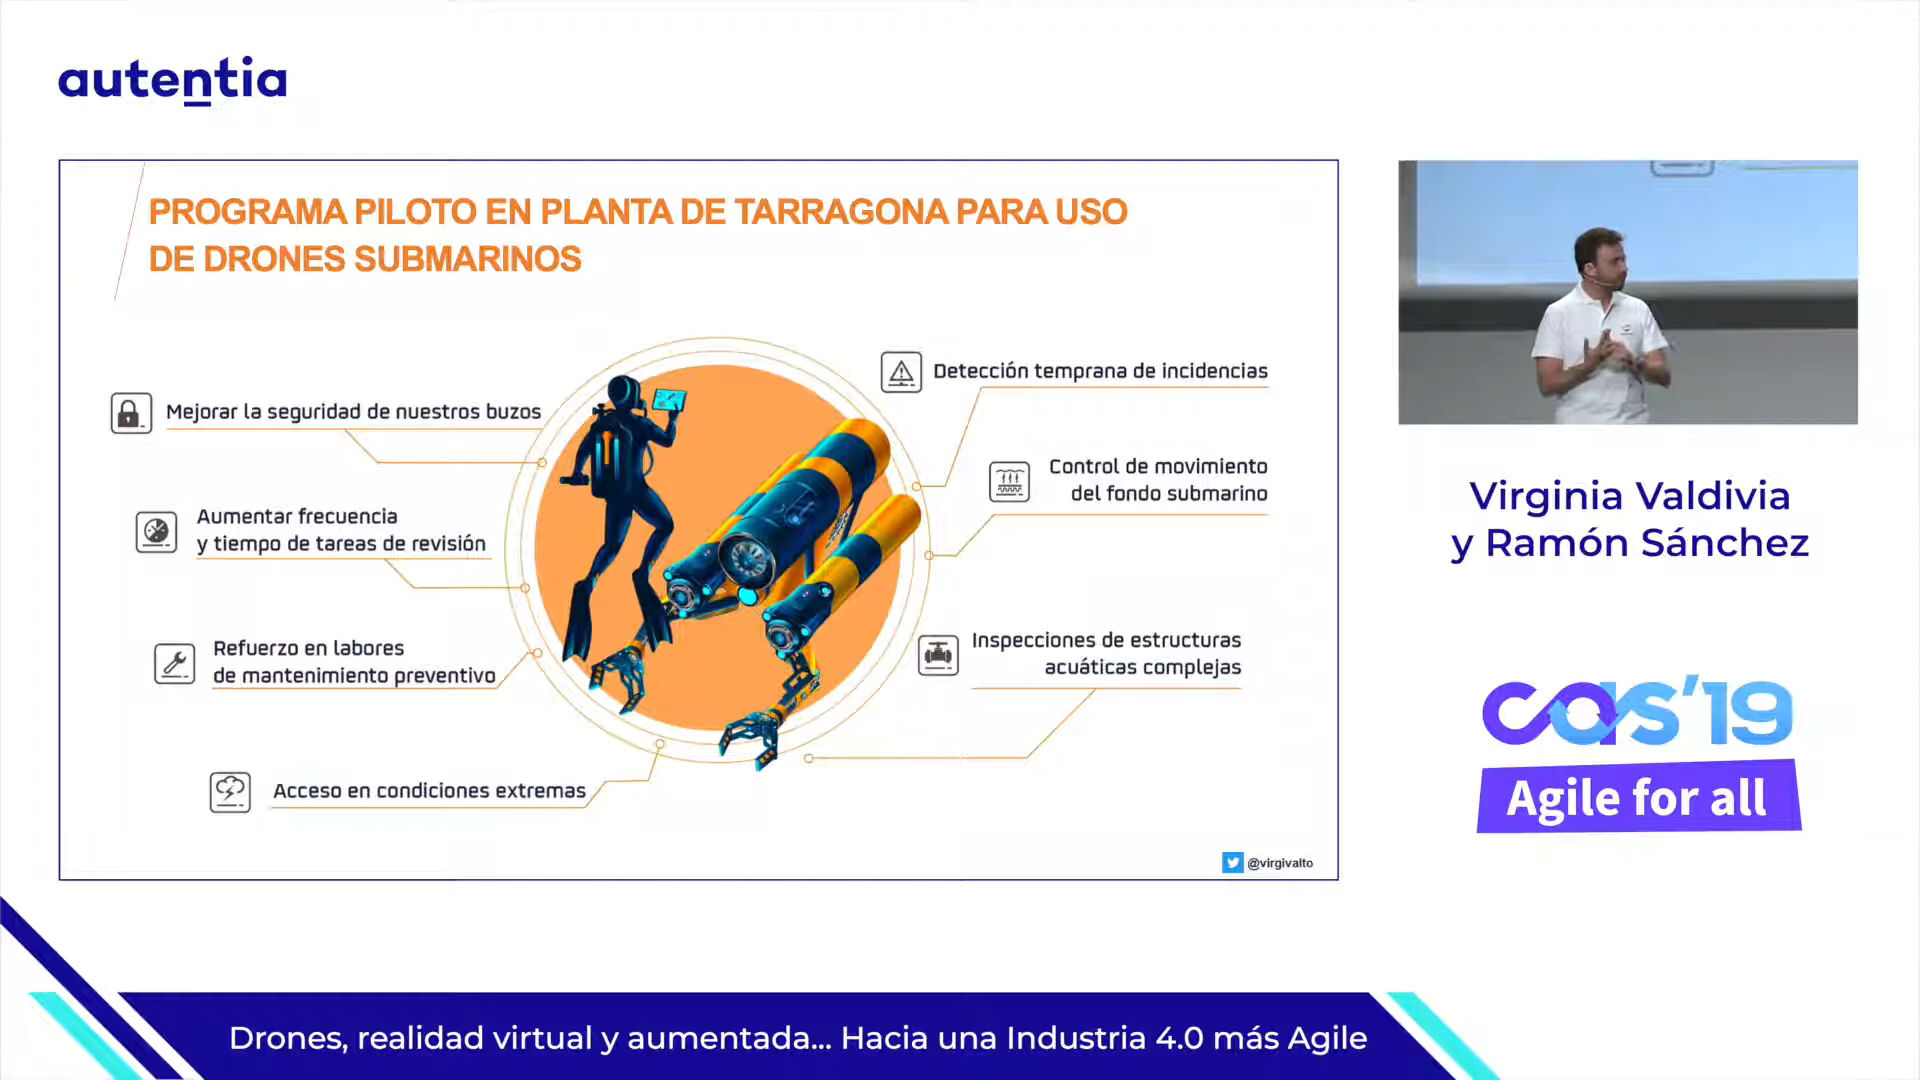 autentia
PROGRAMA PILOTO EN PLANTA DE TARRAGONA PARA USO
DE DRONES SUBMARINOS
Mejorar la seguridad de nuestros buzos
Aumentar frecuencia
y tiempo de tareas de revisión
Refuerzo en labores
de mantenimiento preventivo
Acceso en condiciones extremas
Detección temprana de incidencias
Control de movimiento
del fondo submarino
Inspecciones de estructuras
acuáticas complejas
@virgivalto
Virginia Valdivia
y Ramón Sánchez
cas'19
Agile for all
Drones, realidad virtual y aumentada... Hacia una Industria 4.0 más Agile